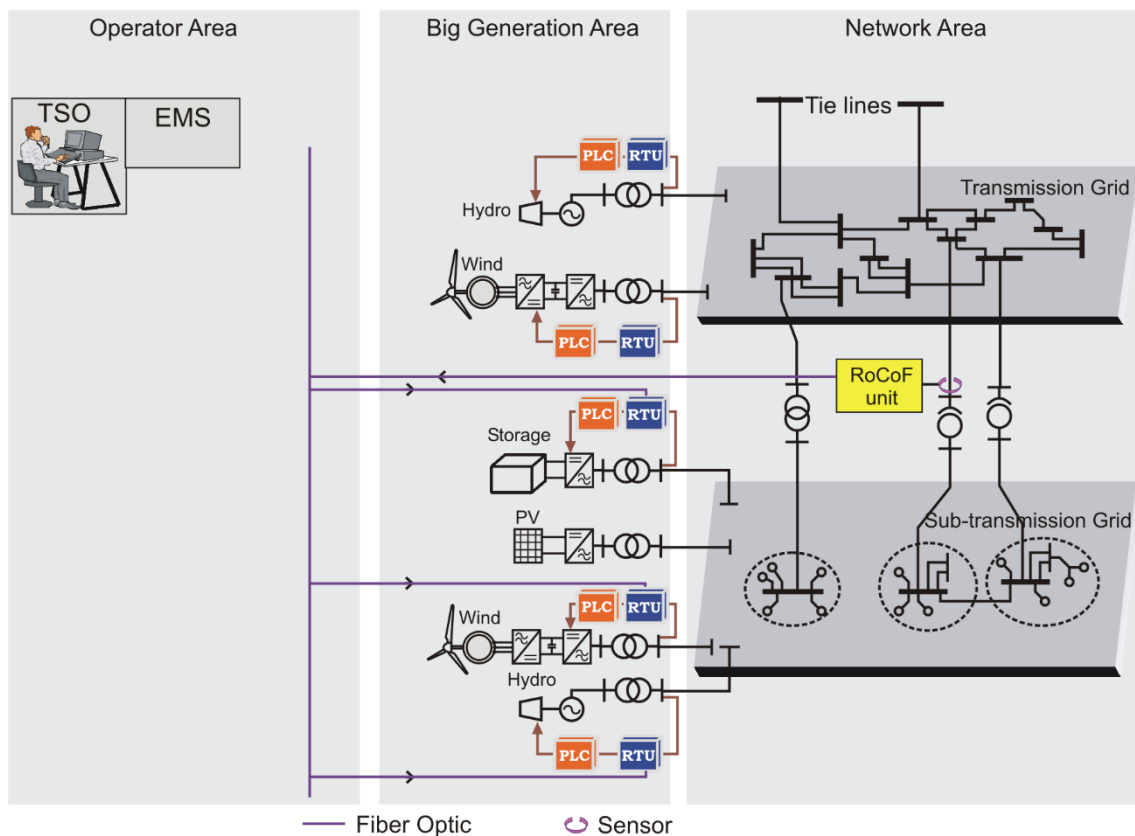 Operator Area
Big Generation Area
Network Area
TSO
EMS
Tie lines
PLC
RTU
Transmission Grid
Hydro
Wind
PLC
RTU
RoCoF
unit
PLC
RTU
Storage
PV
Sub-transmission Grid
PLC
RTU
Wind
Hydro
PLC
RTU
Fiber Optic
Sensor